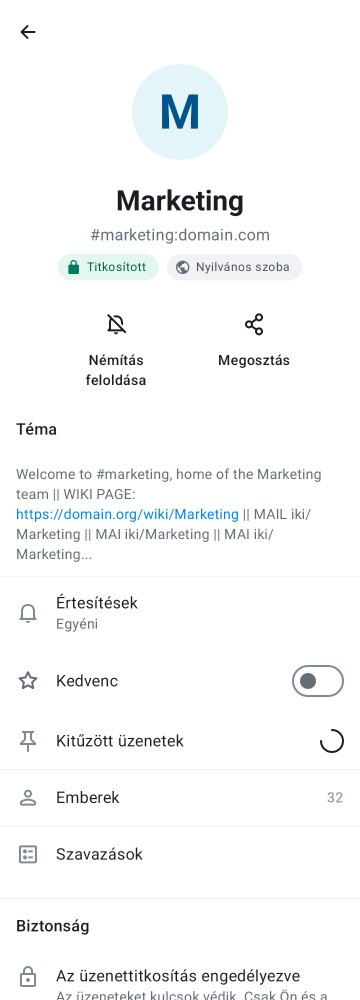 M
Marketing
#marketing:domain.com
Titkosított
Nyilvános szoba
Némítás
feloldása
Megosztás
Téma
Welcome to #marketing, home of the Marketing
team || WIKI PAGE:
https://domain.org/wiki/Marketing || MAIL iki/
Marketing || MAI iki/Marketing || MAI iki/
Marketing...
Értesítések
Egyéni
Kedvenc
Kitűzött üzenetek
Emberek
32
Szavazások
Biztonság
Az üzenettitkosítás engedélyezve
Az üzeneteket kulcsok védik. Csak Ön és a